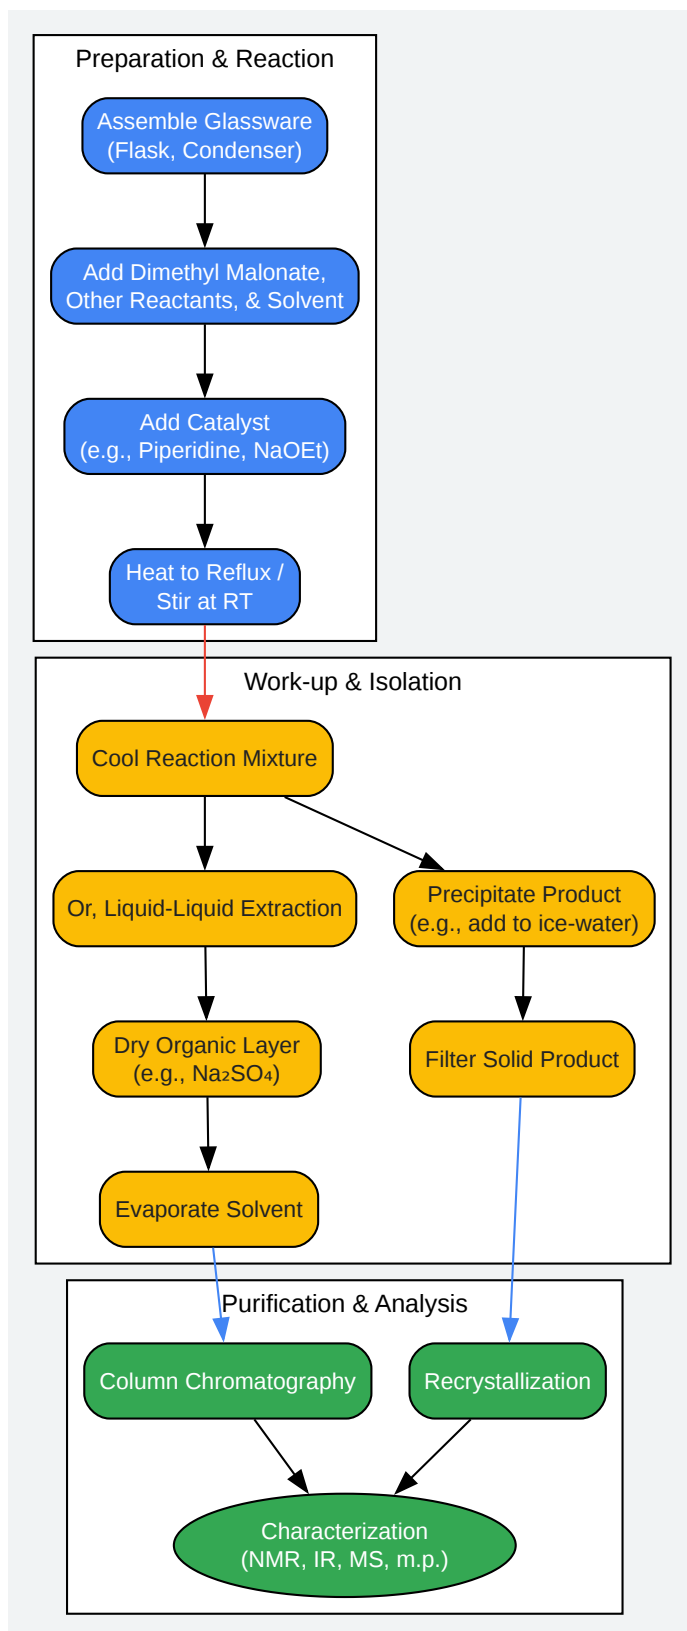 Preparation & Reaction
Assemble Glassware
(Flask, Condenser)
Add Dimethyl Malonate,
Other Reactants, & Solvent
Add Catalyst
(e.g., Piperidine, NaOEt)
Heat to Reflux /
Stir at RT
Work-up & Isolation
Cool Reaction Mixture
Or, Liquid-Liquid Extraction
Precipitate Product
(e.g., add to ice-water)
Dry Organic Layer
(e.g., Na₂SO₄)
Filter Solid Product
Evaporate Solvent
Purification & Analysis
Column Chromatography
Recrystallization
Characterization
(NMR, IR, MS, m.p.)